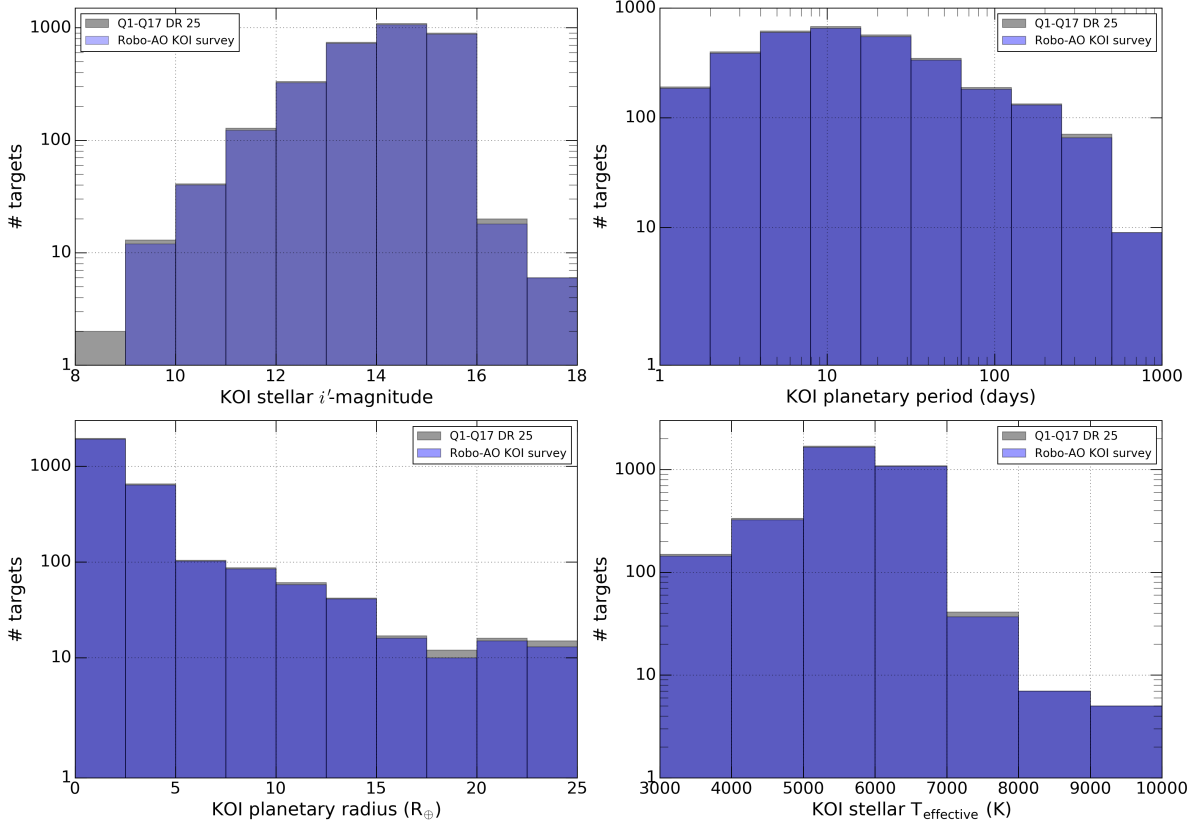 1000
100
10
1
# targets
Q1-Q17 DR 25
Robo-AO KOI survey
8 10 12 14 16 18
KOI stellar i′-magnitude
1000
100
10
1
# targets
Q1-Q17 DR 25
Robo-AO KOI survey
1 10 100 1000
KOI planetary period (days)
1000
100
10
1
# targets
Q1-Q17 DR 25
Robo-AO KOI survey
0 5 10 15 20 25
KOI planetary radius (R⊕)
1000
100
10
1
# targets
Q1-Q17 DR 25
Robo-AO KOI survey
3000 4000 5000 6000 7000 8000 9000 10000
KOI stellar Teffective (K)